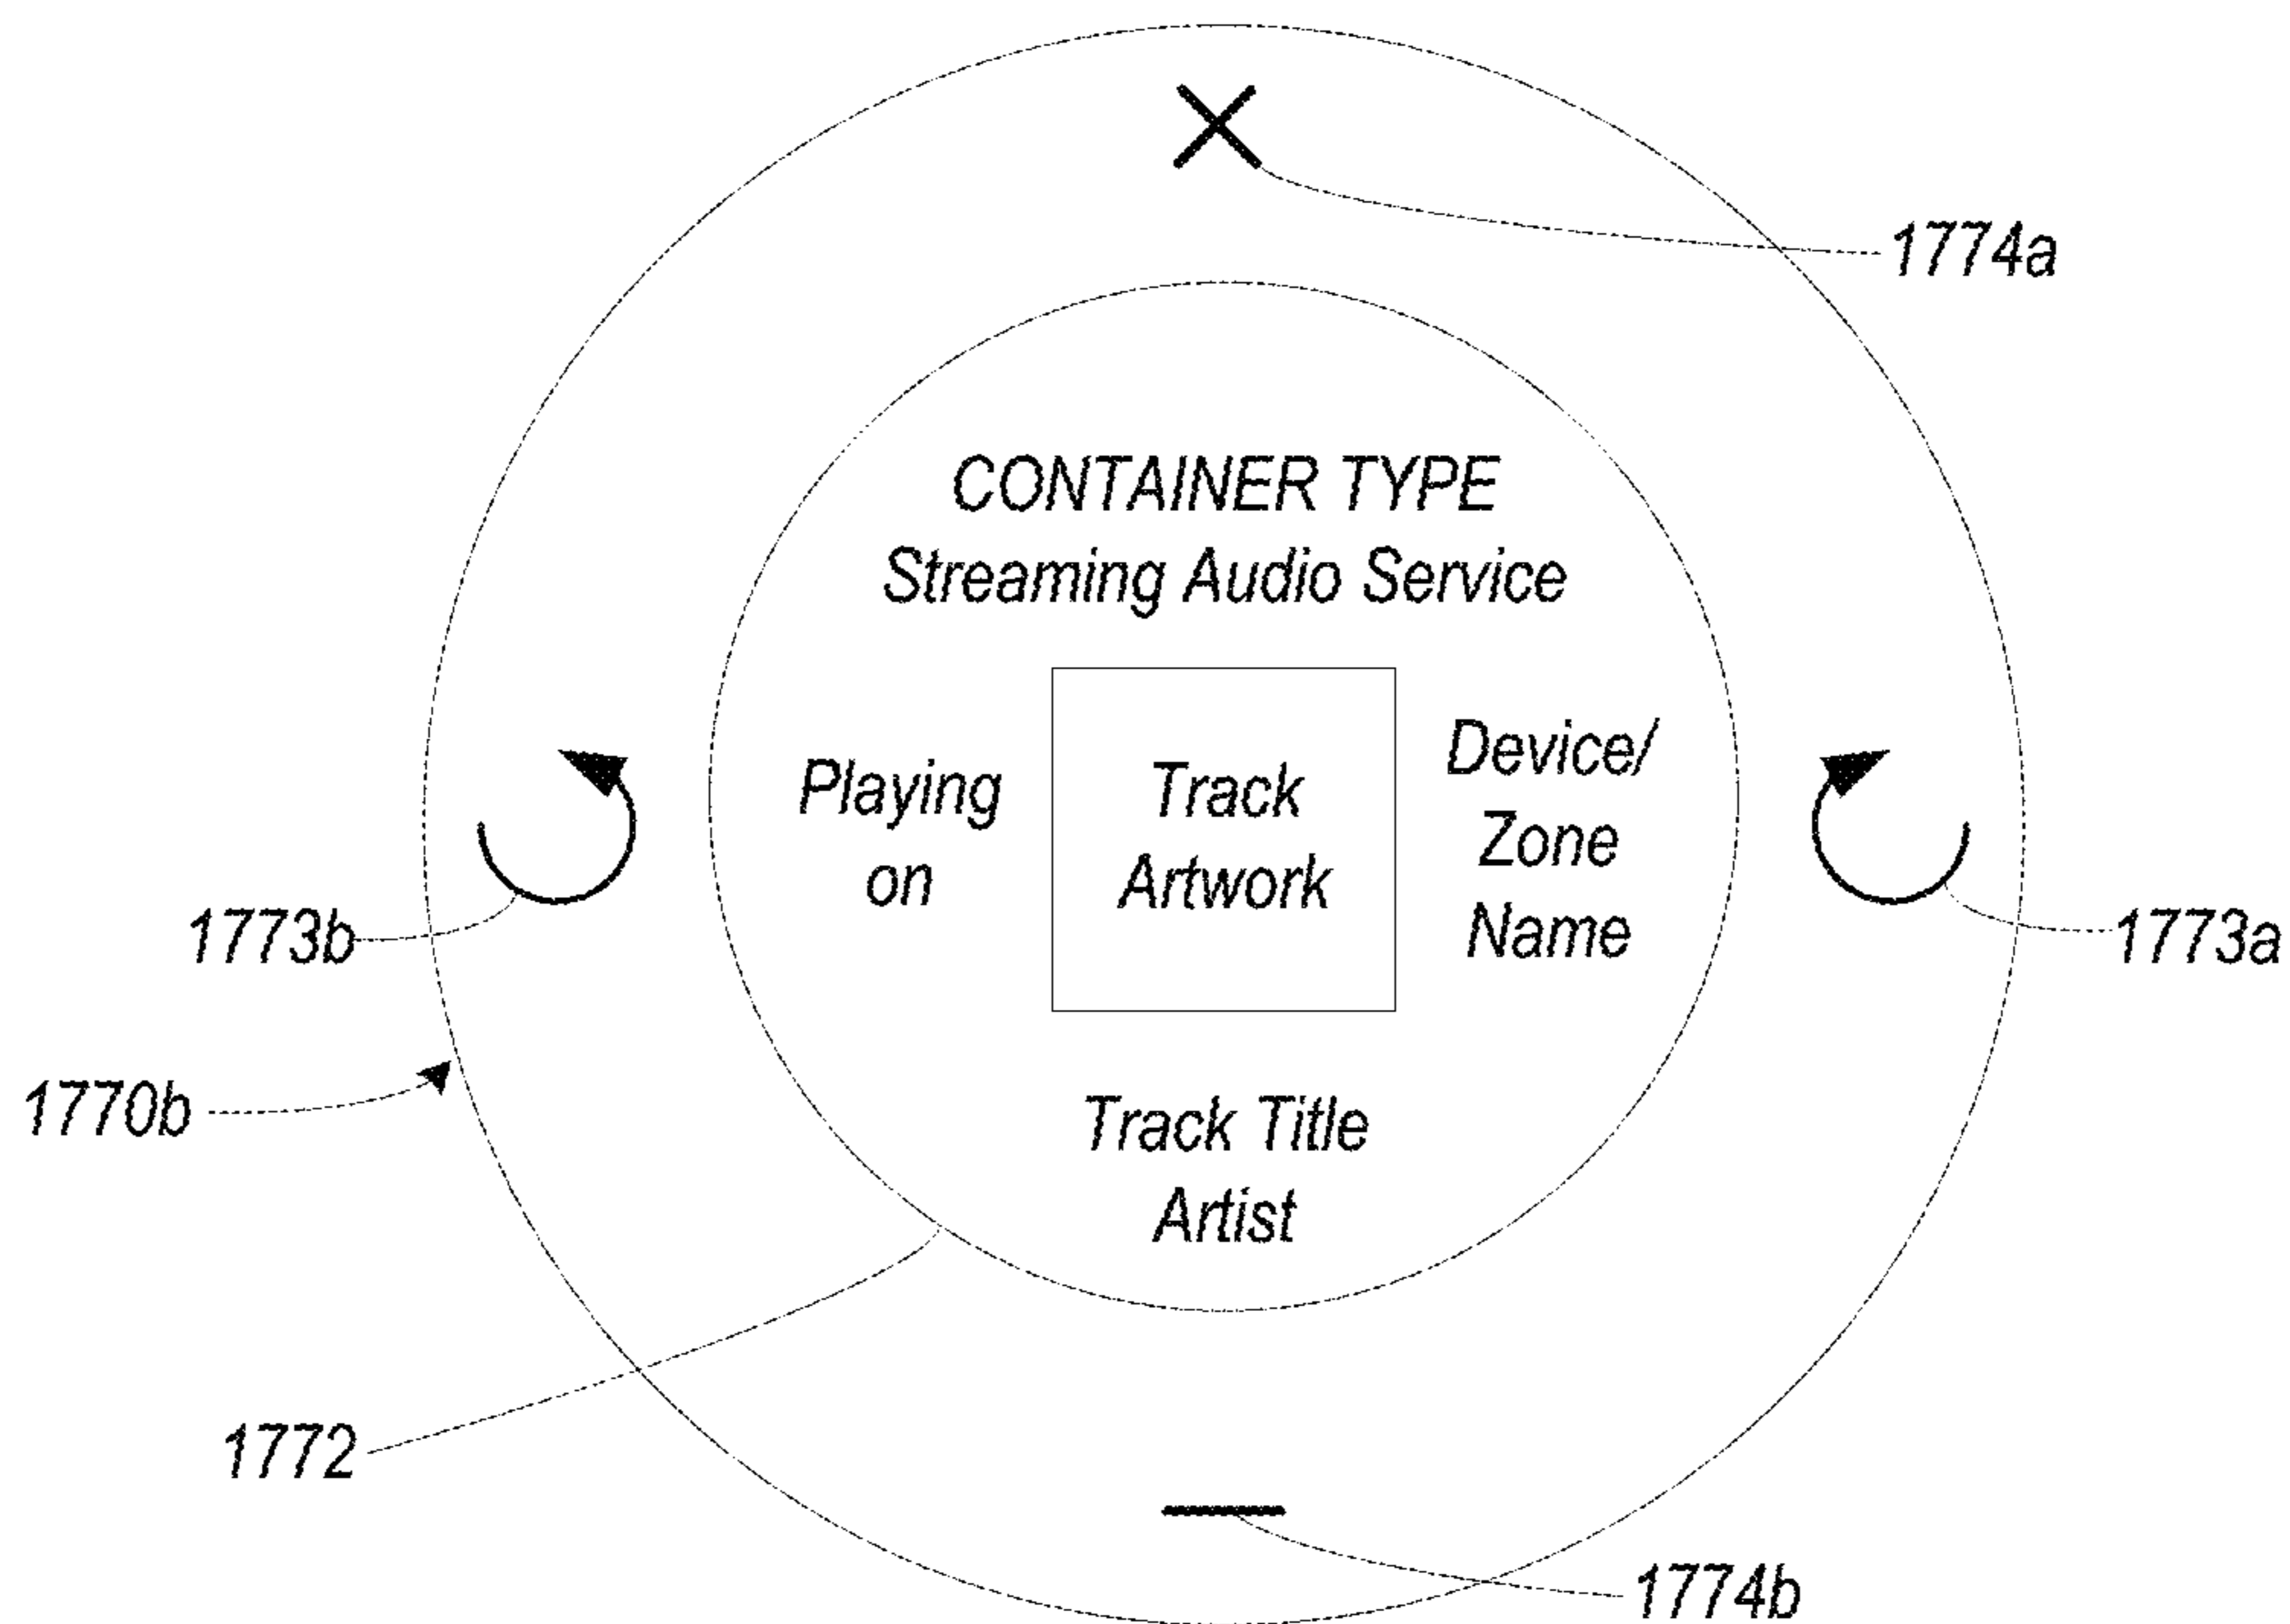 1774a
CONTAINER TYPE
Streaming Audio Service
Playing
on
Track
Artwork
Device/
Zone
Name
1773b
1773a
1770b
Track Title
Artist
1772
1774b